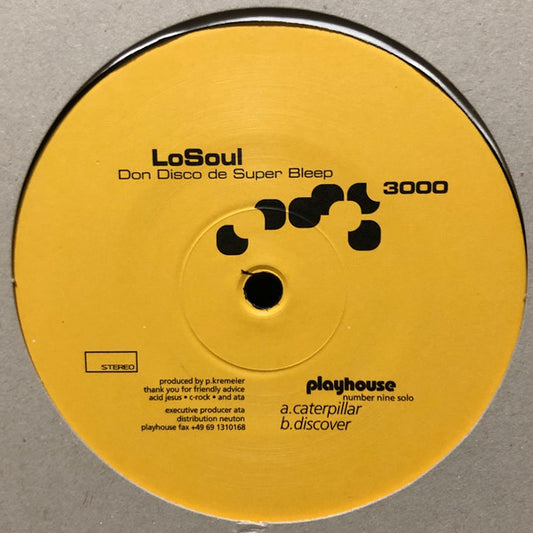 LoSoul
Don Disco de Super Bleep
3000
STEREO
produced by p.kremeier
thank you for friendly advice
acid jesus • c-rock • and ata
executive producer ata
distribution neuton
playhouse fax +49 69 1310168
playhouse
number nine solo
a.caterpillar
b.discover